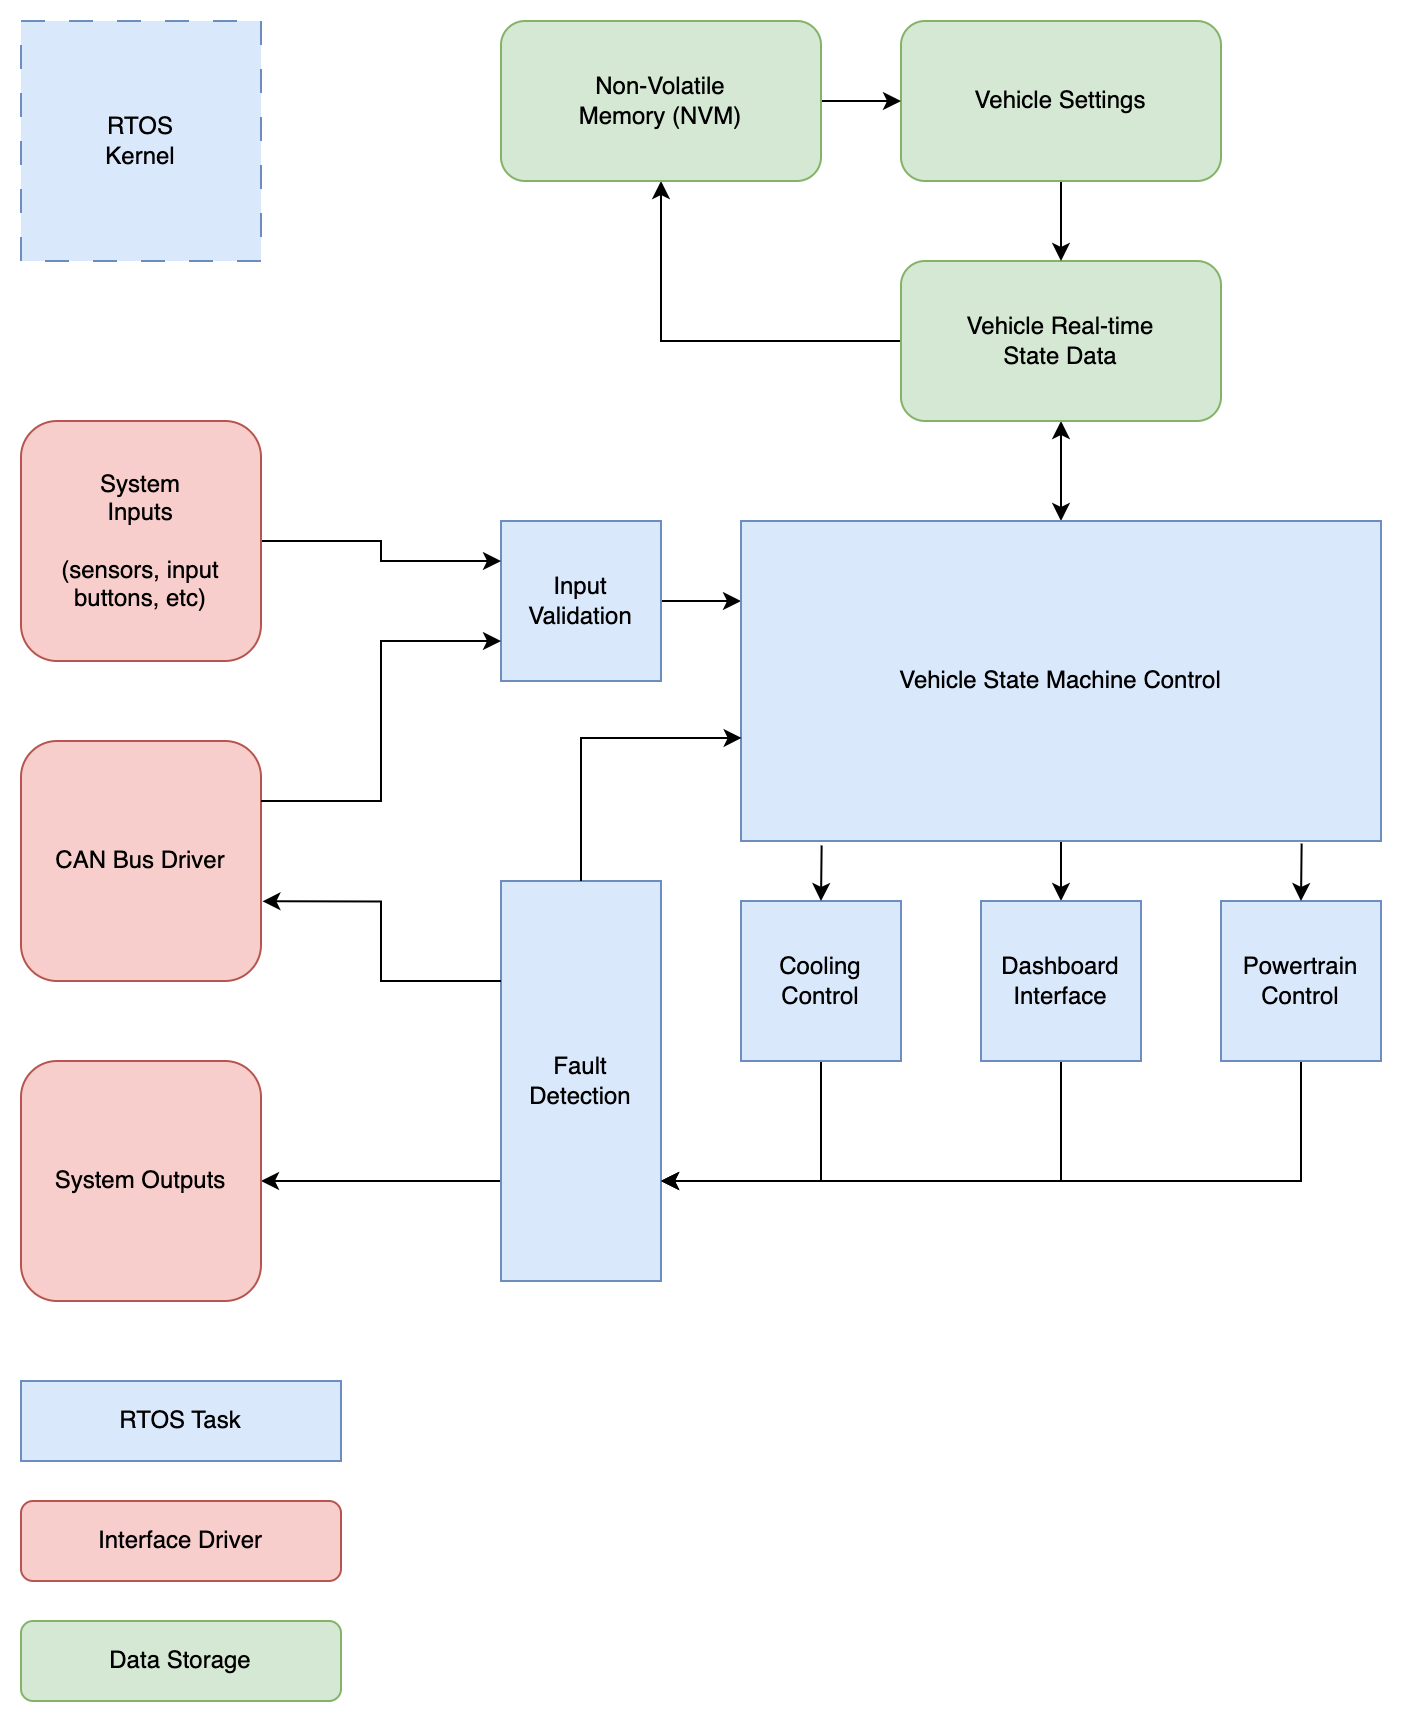 RTOS
Kernel
Non-Volatile
Memory (NVM)
Vehicle Settings
Vehicle Real-time
State Data
System
Inputs
(sensors, input
buttons, etc)
Input
Validation
Vehicle State Machine Control
CAN Bus Driver
Cooling
Control
Dashboard
Interface
Powertrain
Control
Fault
Detection
System Outputs
RTOS Task
Interface Driver
Data Storage